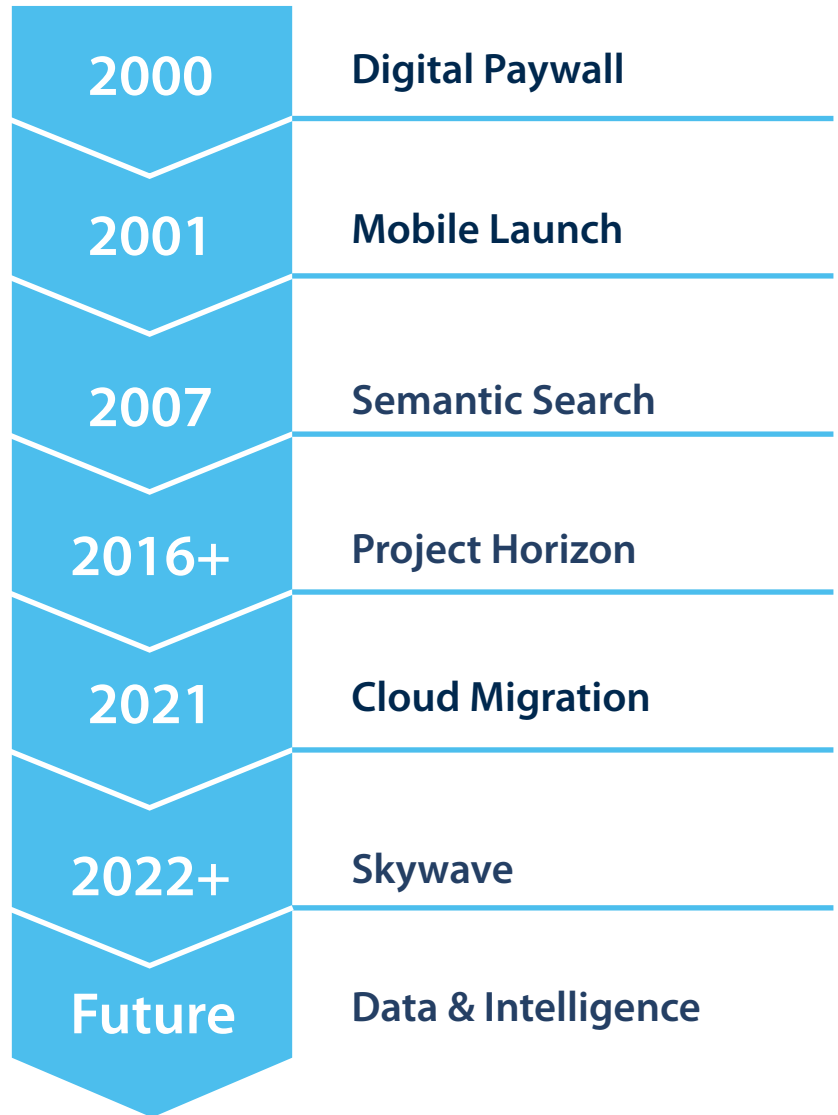 2000
Digital Paywall
2001
Mobile Launch
2007
Semantic Search
2016+
Project Horizon
2021
Cloud Migration
2022+
Skywave
Future
Data & Intelligence